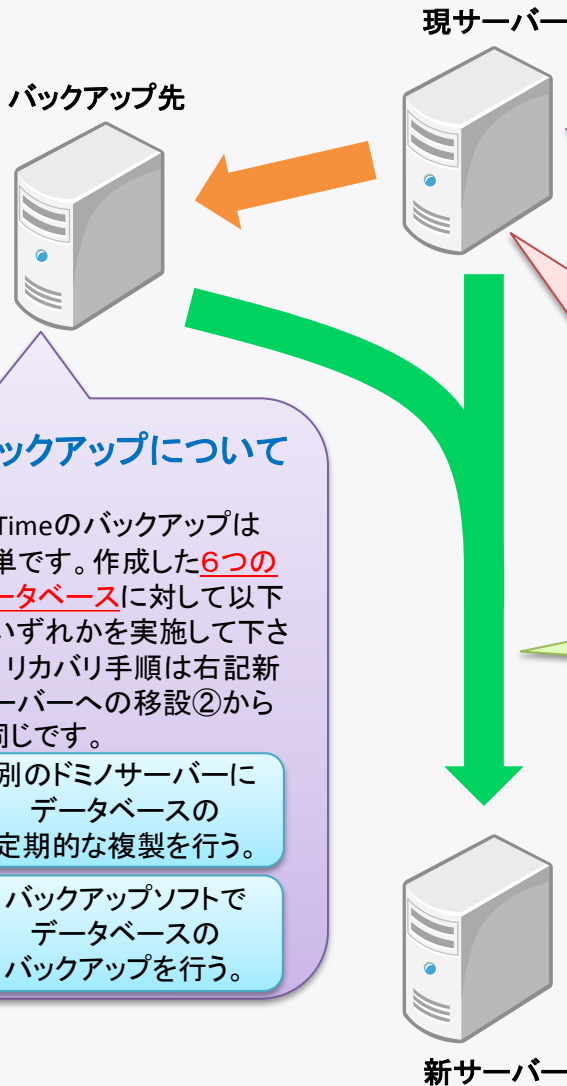 現サーバー
バックアップ先
ックアップについて
Timeのバックアップは
単です。作成した６つの
ータベースに対して以下
いずれかを実施して下さ
リカバリ手順は右記新
ーバーへの移設②から
同じです。
別のドミノサーバーに
データベースの
定期的な複製を行う。
バックアップソフトで
データベースの
バックアップを行う。
新サーバー